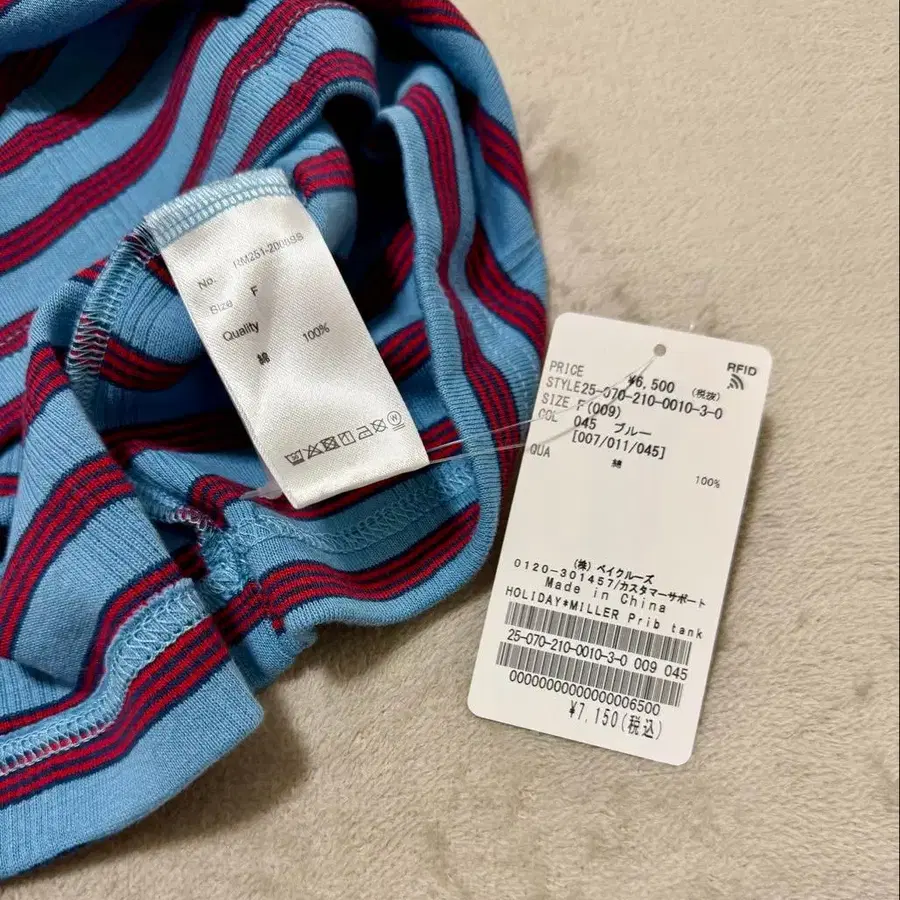 No. RM251-200098
Size F
Quality
綿 100%
W
RFID
PRICE ¥6,500 (税抜)
STYLE25-070-210-0010-3-0
SIZE F(009)
COL 045 ブルー
[007/011/045]
QUA 綿 100%
(株)ベイクルーズ
0120-301457/カスタマーサポート
Made in China
HOLIDAY*MILLER Prib tank
25-070-210-0010-3-0 009 045
0000000000000006500
¥7,150(税込)